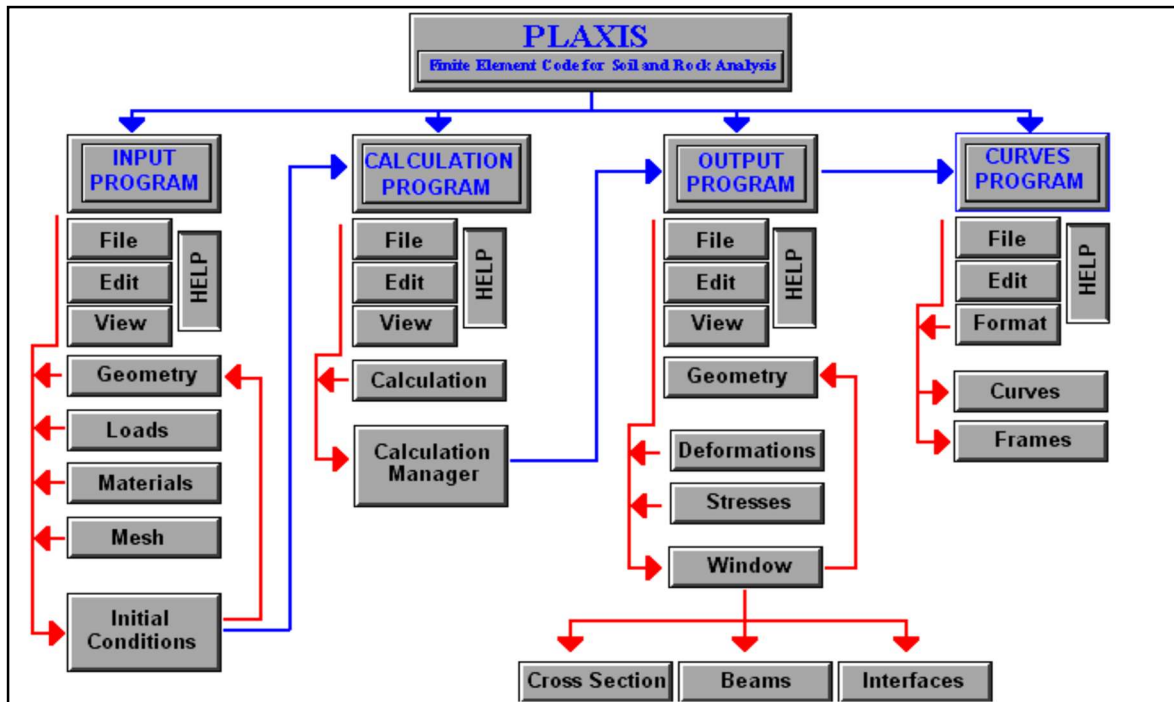 PLAXIS
Finite Element Code for Soil and Rock Analysis
INPUT
PROGRAM
File
Edit
View
HELP
Geometry
Loads
Materials
Mesh
Initial
Conditions
CALCULATION
PROGRAM
File
Edit
View
HELP
Calculation
Calculation
Manager
OUTPUT
PROGRAM
File
Edit
View
HELP
Geometry
Deformations
Stresses
Window
Cross Section
Beams
Interfaces
CURVES
PROGRAM
File
Edit
Format
HELP
Curves
Frames